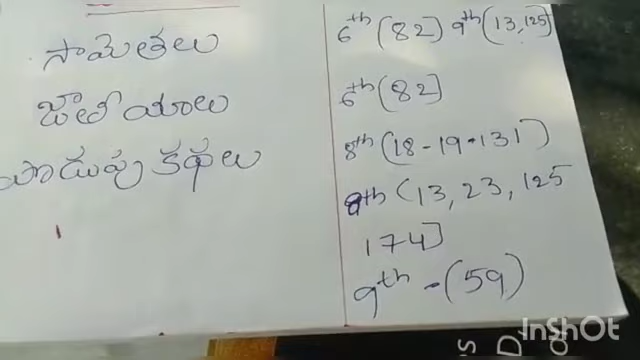 సామెతలు
6th (82) 9th (13,125)
జాతీయాలు
6th (82]
8th (18-19-131)
పొడుపు కథలు
9th (13, 23, 125
174]
9th - (59)
InShot